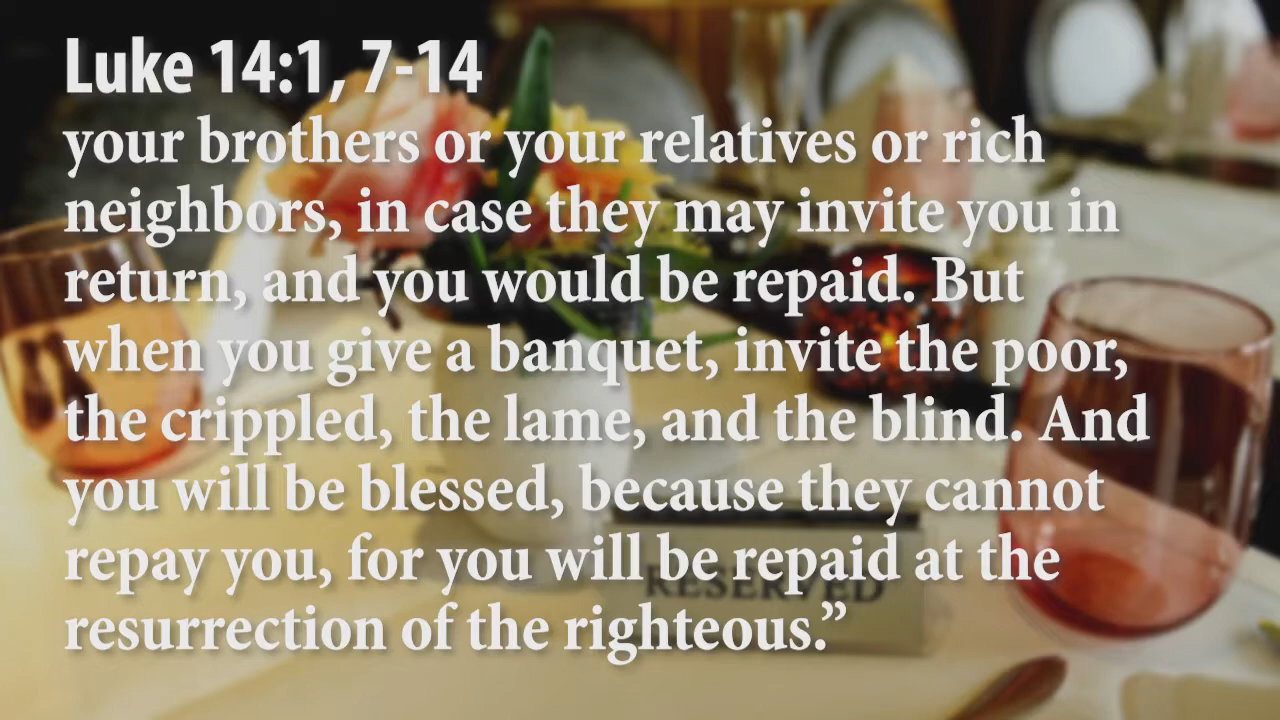 Luke 14:1, 7-14
your brothers or your relatives or rich
neighbors, in case they may invite you in
return, and you would be repaid. But
when you give a banquet, invite the poor,
the crippled, the lame, and the blind. And
you will be blessed, because they cannot
repay you, for you will be repaid at the
RESERVED
resurrection of the righteous.”